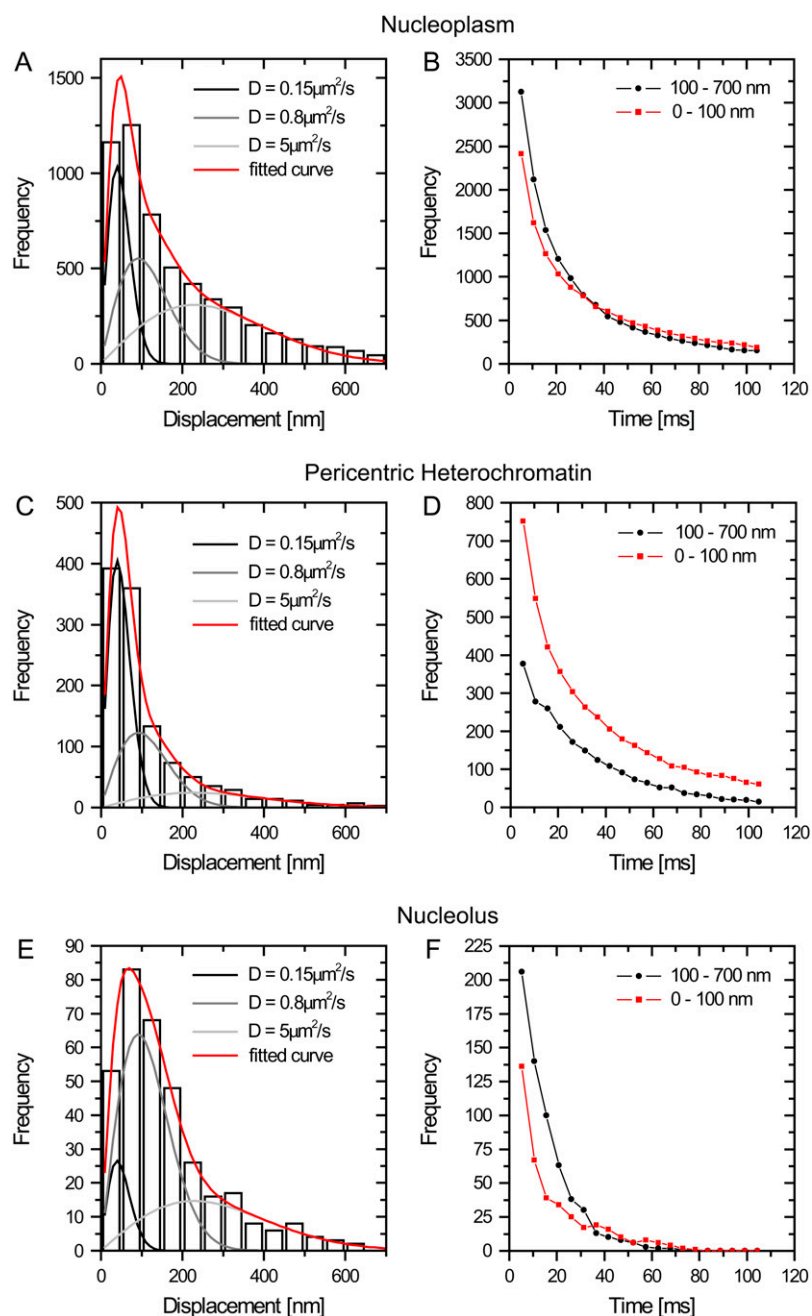 Nucleoplasm
A
1500
1000
500
0
Frequency
D = 0.15µm²/s
D = 0.8µm²/s
D = 5µm²/s
fitted curve
0 200 400 600
Displacement [nm]
B
3500
3000
2500
2000
1500
1000
500
0
Frequency
100 - 700 nm
0 - 100 nm
0 20 40 60 80 100 120
Time [ms]
Pericentric Heterochromatin
C
500
400
300
200
100
0
Frequency
D = 0.15µm²/s
D = 0.8µm²/s
D = 5µm²/s
fitted curve
0 200 400 600
Displacement [nm]
D
800
700
600
500
400
300
200
100
0
Frequency
100 - 700 nm
0 - 100 nm
0 20 40 60 80 100 120
Time [ms]
Nucleolus
E
90
80
70
60
50
40
30
20
10
0
Frequency
D = 0.15µm²/s
D = 0.8µm²/s
D = 5µm²/s
fitted curve
0 200 400 600
Displacement [nm]
F
225
200
175
150
125
100
75
50
25
0
Frequency
100 - 700 nm
0 - 100 nm
0 20 40 60 80 100 120
Time [ms]